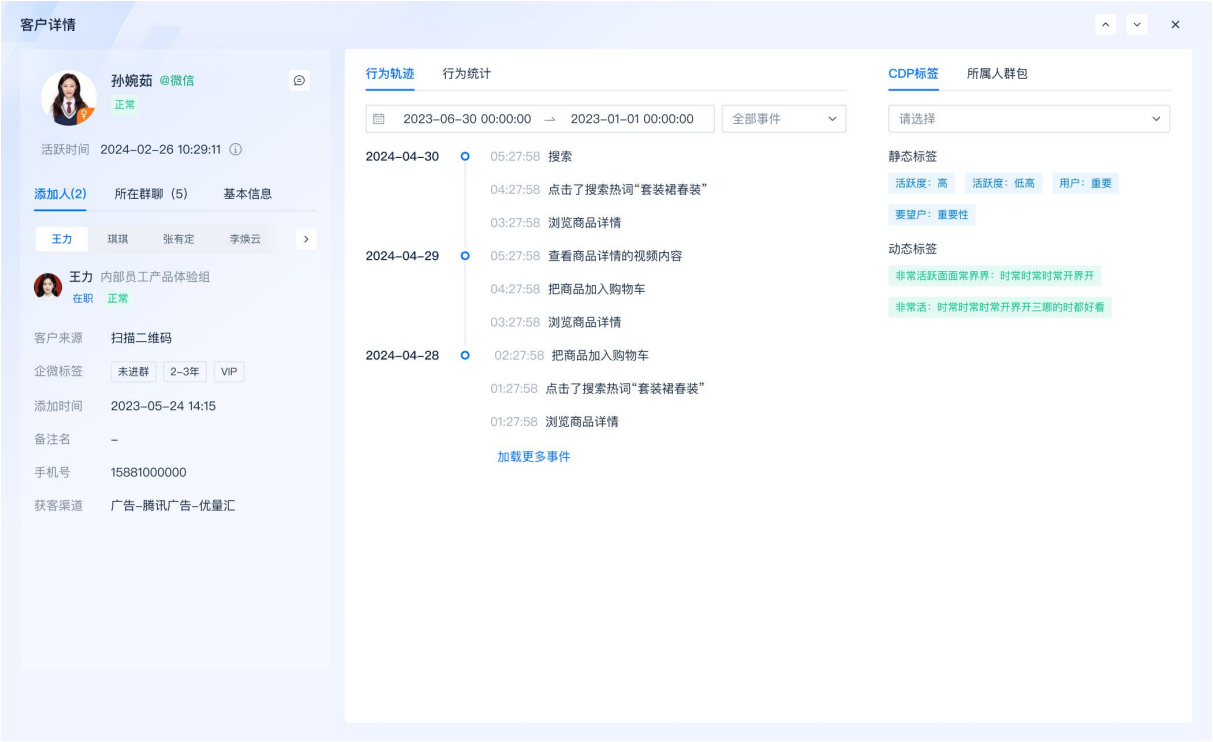 客户详情
孙婉茹 @微信
正常
活跃时间 2024-02-26 10:29:11
添加人(2) 所在群聊 (5) 基本信息
王力 琪琪 张有定 李焕云
王力 内部员工产品体验组
在职 正常
客户来源 扫描二维码
企微标签 未进群 2-3年 VIP
添加时间 2023-05-24 14:15
备注名 -
手机号 15881000000
获客渠道 广告-腾讯广告-优量汇
行为轨迹 行为统计
2023-06-30 00:00:00 → 2023-01-01 00:00:00 全部事件
2024-04-30 05:27:58 搜索
04:27:58 点击了搜索热词“套装裙春装”
03:27:58 浏览商品详情
2024-04-29 05:27:58 查看商品详情的视频内容
04:27:58 把商品加入购物车
03:27:58 浏览商品详情
2024-04-28 02:27:58 把商品加入购物车
01:27:58 点击了搜索热词“套装裙春装”
01:27:58 浏览商品详情
加载更多事件
CDP标签 所属人群包
请选择
静态标签
活跃度：高 活跃度：低高 用户：重要
要望户：重要性
动态标签
非常活跃面面常界界：时常时常时常开界开
非常活：时常时常时常开界开三哪的时都好看